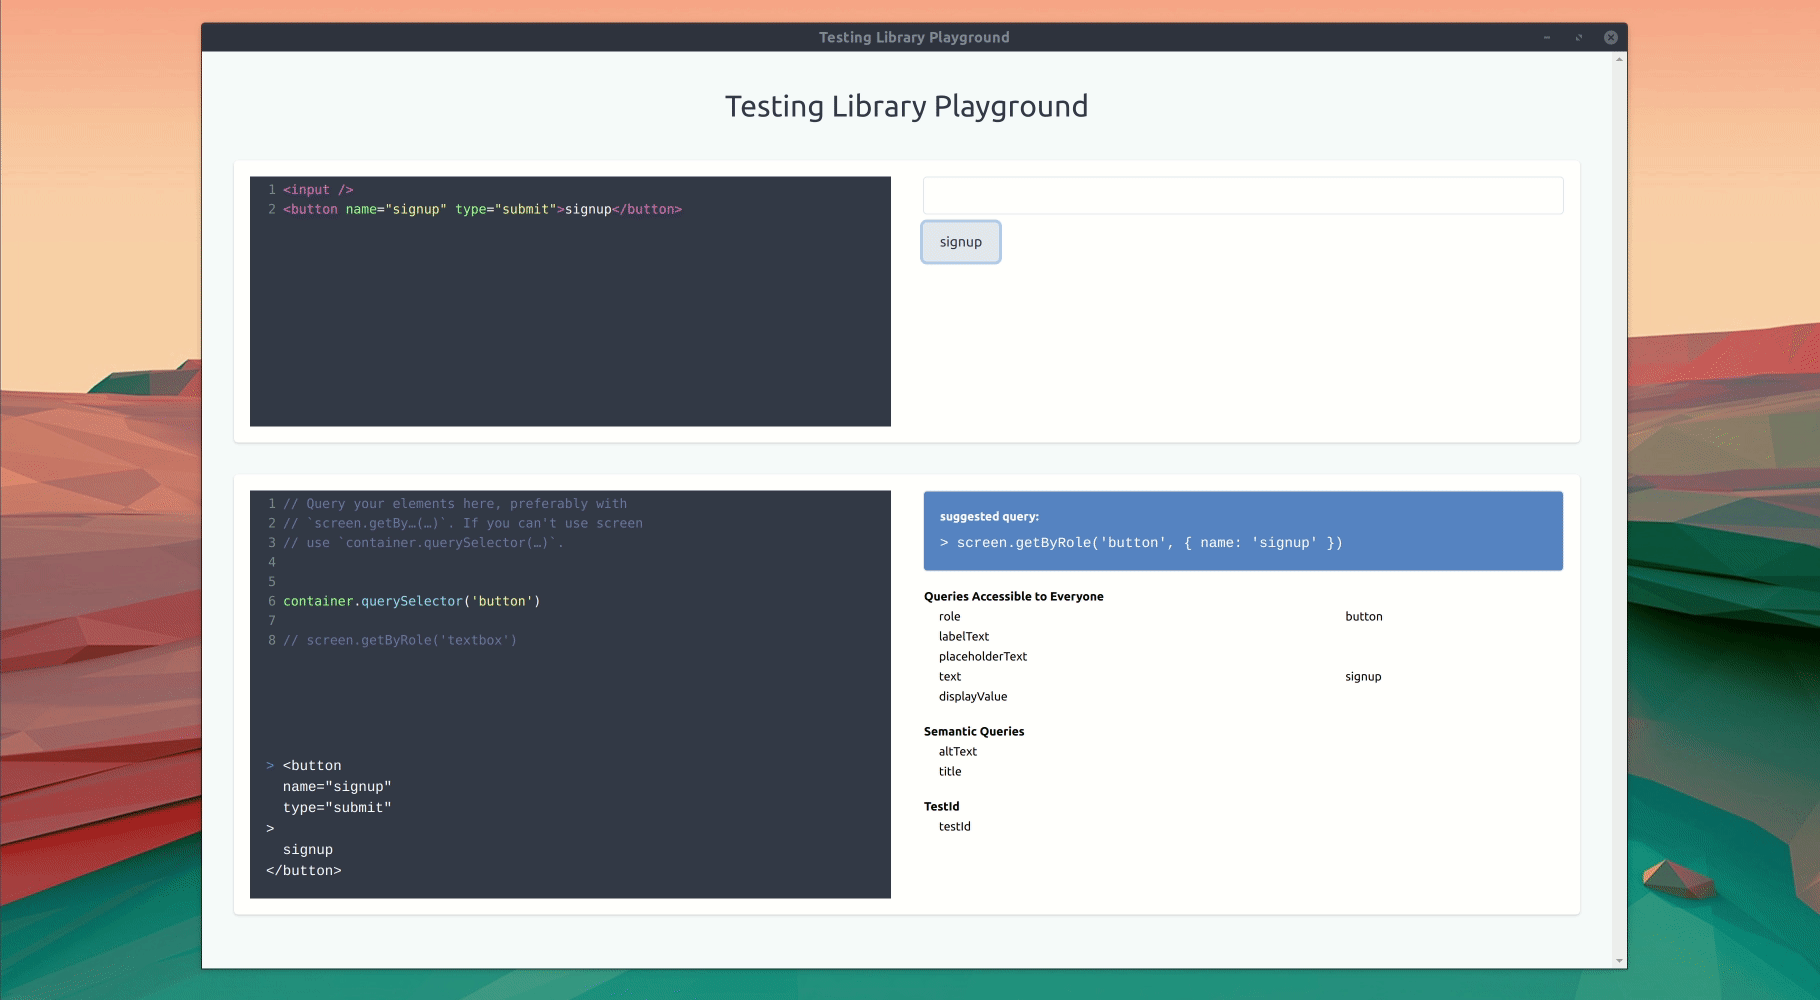 Testing Library Playground
Testing Library Playground
1 <input />
2 <button name="signup" type="submit">signup</button>
signup
1 // Query your elements here, preferably with
2 // `screen.getBy…(…)`. If you can't use screen
3 // use `container.querySelector(…)`.
4
5
6 container.querySelector('button')
7
8 // screen.getByRole('textbox')
> <button
name="signup"
type="submit"
>
signup
</button>
suggested query:
> screen.getByRole('button', { name: 'signup' })
Queries Accessible to Everyone
role button
labelText
placeholderText
text signup
displayValue
Semantic Queries
altText
title
TestId
testId